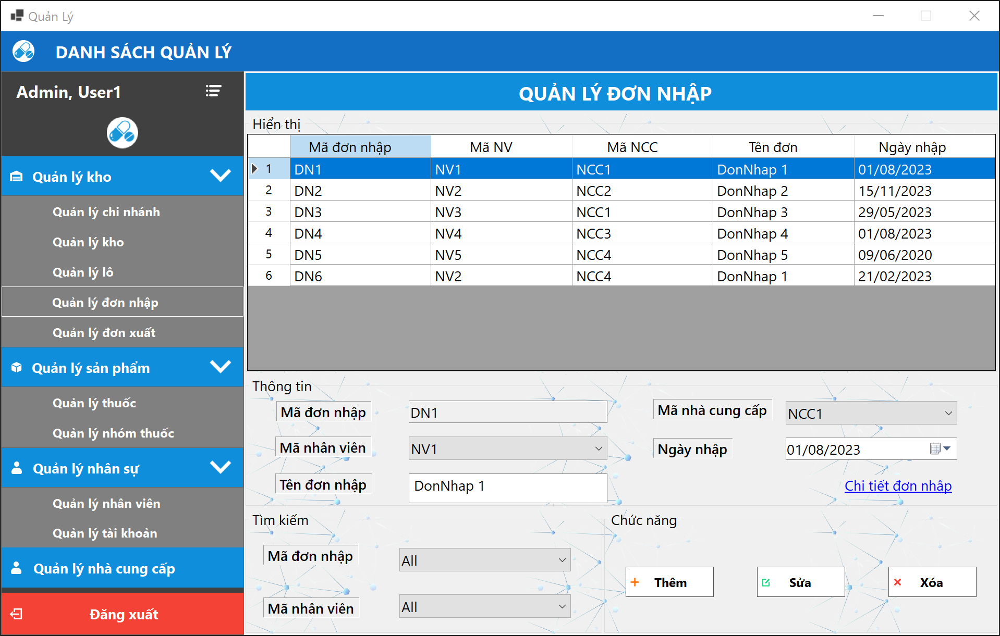 Quản Lý
DANH SÁCH QUẢN LÝ
Admin, User1
Quản lý kho
Quản lý chi nhánh
Quản lý kho
Quản lý lô
Quản lý đơn nhập
Quản lý đơn xuất
Quản lý sản phẩm
Quản lý thuốc
Quản lý nhóm thuốc
Quản lý nhân sự
Quản lý nhân viên
Quản lý tài khoản
Quản lý nhà cung cấp
Đăng xuất
QUẢN LÝ ĐƠN NHẬP
Hiển thị
Mã đơn nhập Mã NV Mã NCC Tên đơn Ngày nhập
1 DN1 NV1 NCC1 DonNhap 1 01/08/2023
2 DN2 NV2 NCC2 DonNhap 2 15/11/2023
3 DN3 NV3 NCC1 DonNhap 3 29/05/2023
4 DN4 NV4 NCC3 DonNhap 4 01/08/2023
5 DN5 NV5 NCC4 DonNhap 5 09/06/2020
6 DN6 NV2 NCC4 DonNhap 1 21/02/2023
Thông tin
Mã đơn nhập DN1 Mã nhà cung cấp NCC1
Mã nhân viên NV1 Ngày nhập 01/08/2023
Tên đơn nhập DonNhap 1 Chi tiết đơn nhập
Tìm kiếm
Mã đơn nhập All
Mã nhân viên All
Chức năng
Thêm Sửa Xóa